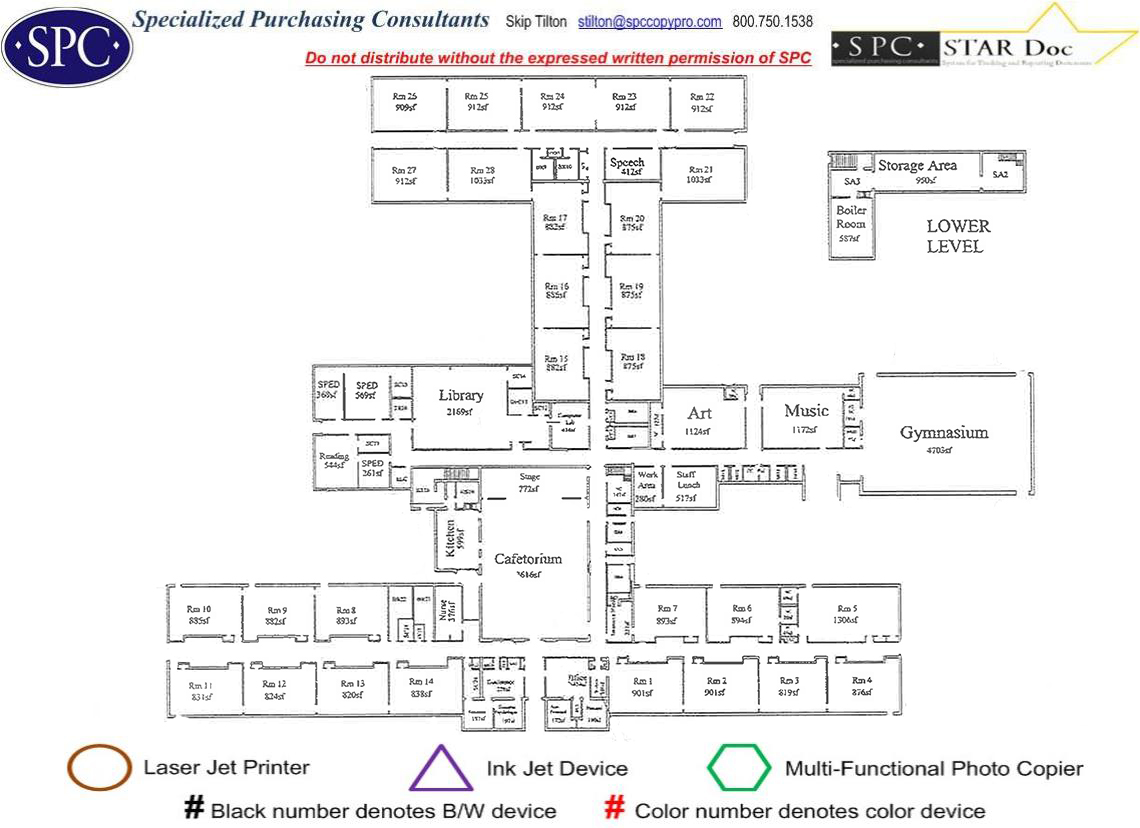 Specialized Purchasing Consultants Skip Tilton stilton@spccopypro.com 800.750.1538
·SPC·
Do not distribute without the expressed written permission of SPC
· S P C · STAR Doc
specialized purchasing consultants System for Tracking and Reporting Documents
Rm 26 Rm 25 Rm 24 Rm 23 Rm 22
909sf 912sf 912sf 912sf 912sf
Rm 27 Rm 28 Speech Rm 21
912sf 1033sf 412sf 1033sf
Storage Area
950sf
SA3 SA2
Boiler
Room
587sf
LOWER
LEVEL
Rm 17 Rm 20
882sf 875sf
Rm 16 Rm 19
875sf
Rm 15 Rm 18
882sf 875sf
SPED SPED
369sf 569sf
Library
2169sf
Computer
Lab
Art
1124sf
Music
1172sf
Gymnasium
4703sf
Reading
544sf
SPED
261sf
Stage
772sf
Work
Area
280sf
Staff
Lunch
517sf
Kitchen
599sf
Cafetorium
Rm 10 Rm 9 Rm 8
885sf 882sf 893sf
Nurse
376sf
Rm 7 Rm 6 Rm 5
893sf 894sf 1306sf
Rm 11 Rm 12 Rm 13 Rm 14
831sf 824sf 820sf 838sf
Conference
Office
Rm 1 Rm 2 Rm 3 Rm 4
901sf 901sf 819sf 876sf
Laser Jet Printer Ink Jet Device Multi-Functional Photo Copier
# Black number denotes B/W device # Color number denotes color device